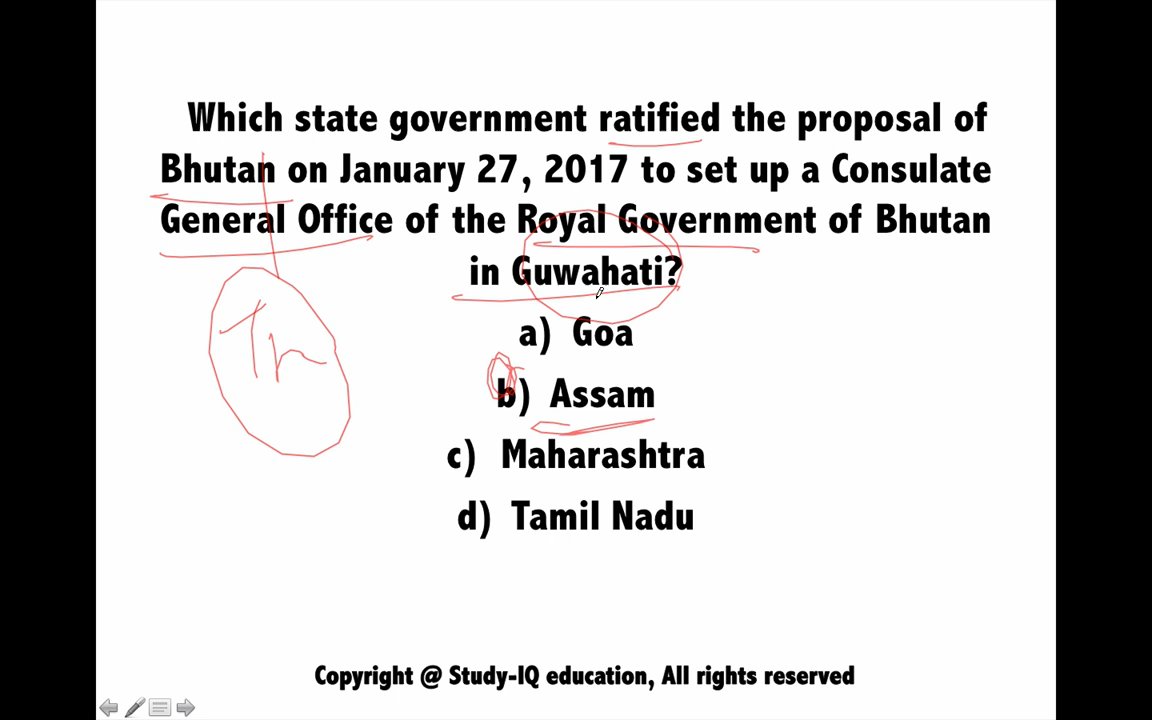 Which state government ratified the proposal of
Bhutan on January 27, 2017 to set up a Consulate
General Office of the Royal Government of Bhutan
in Guwahati?
a) Goa
b) Assam
Th
c) Maharashtra
d) Tamil Nadu
Copyright @ Study-IQ education, All rights reserved